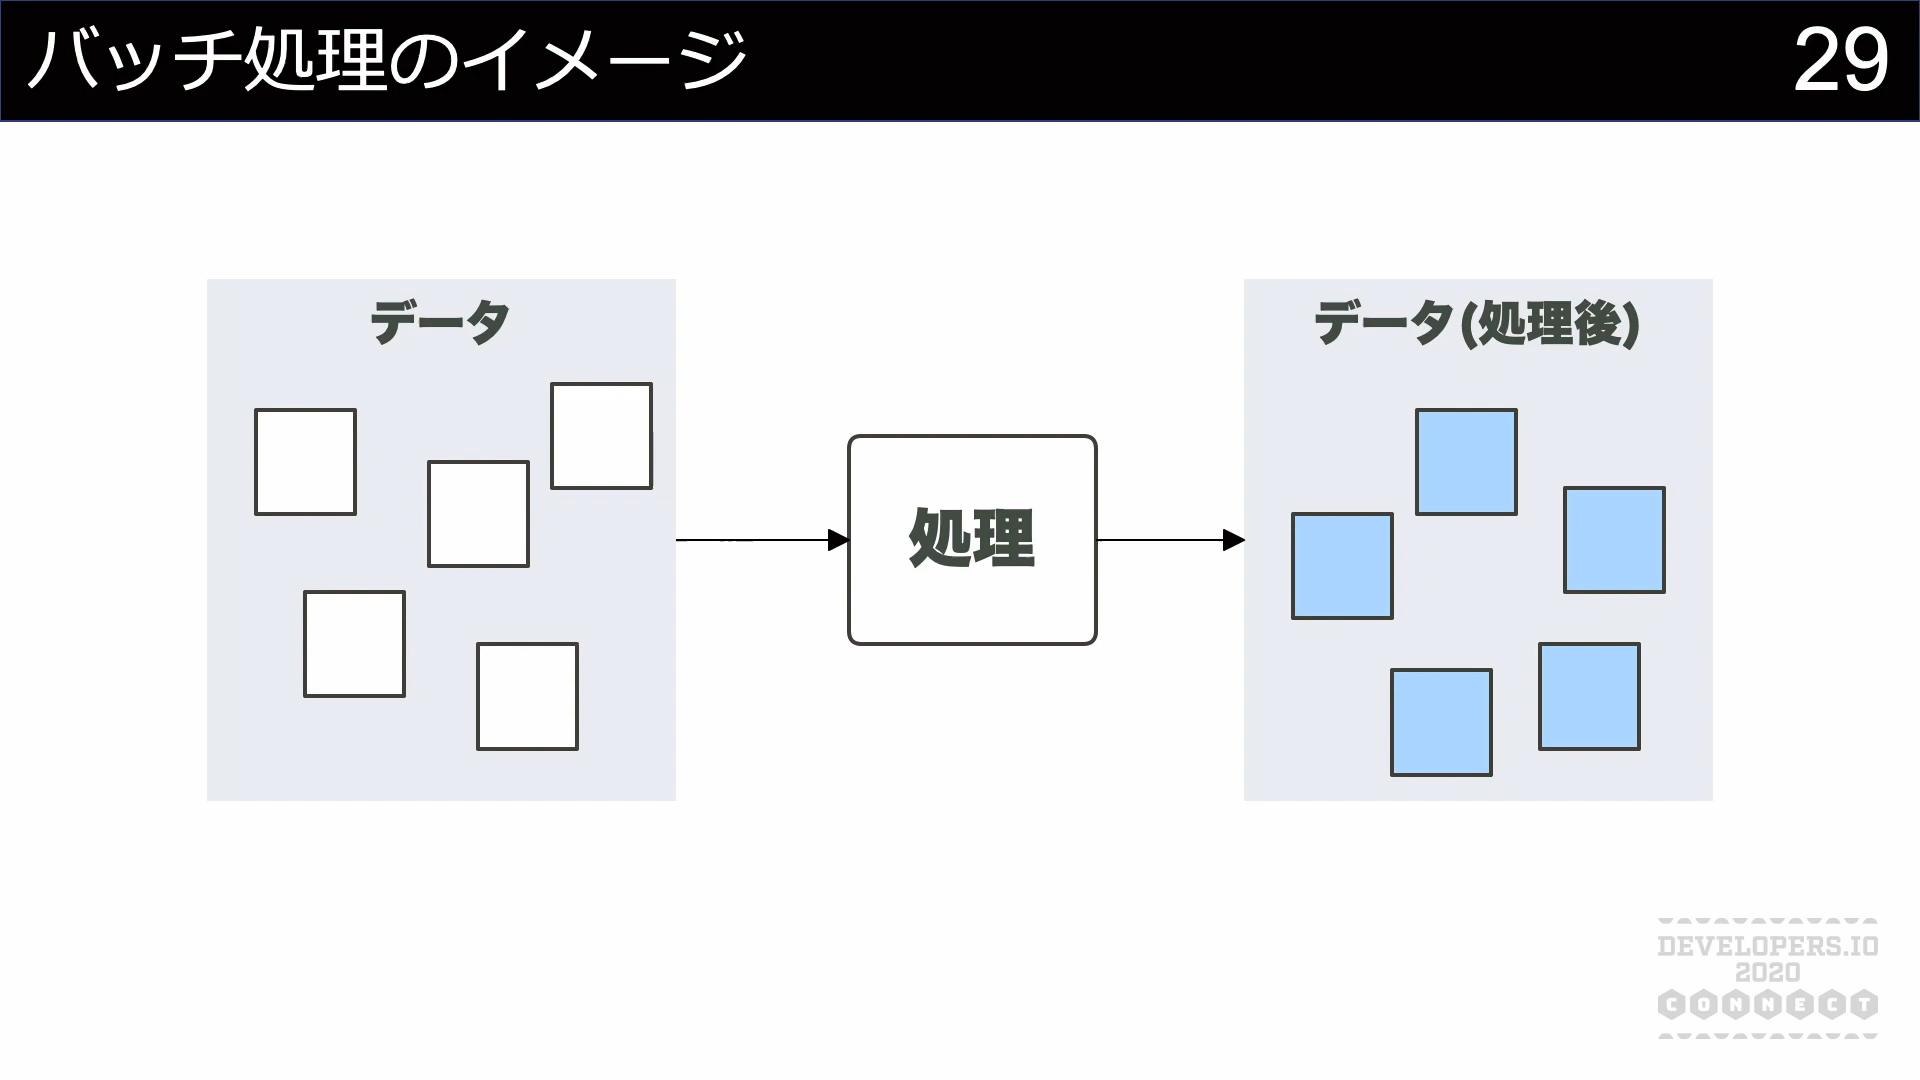 バッチ処理のイメージ
29
データ
処理
データ(処理後)
DEVELOPERS.IO
2020
CONNECT